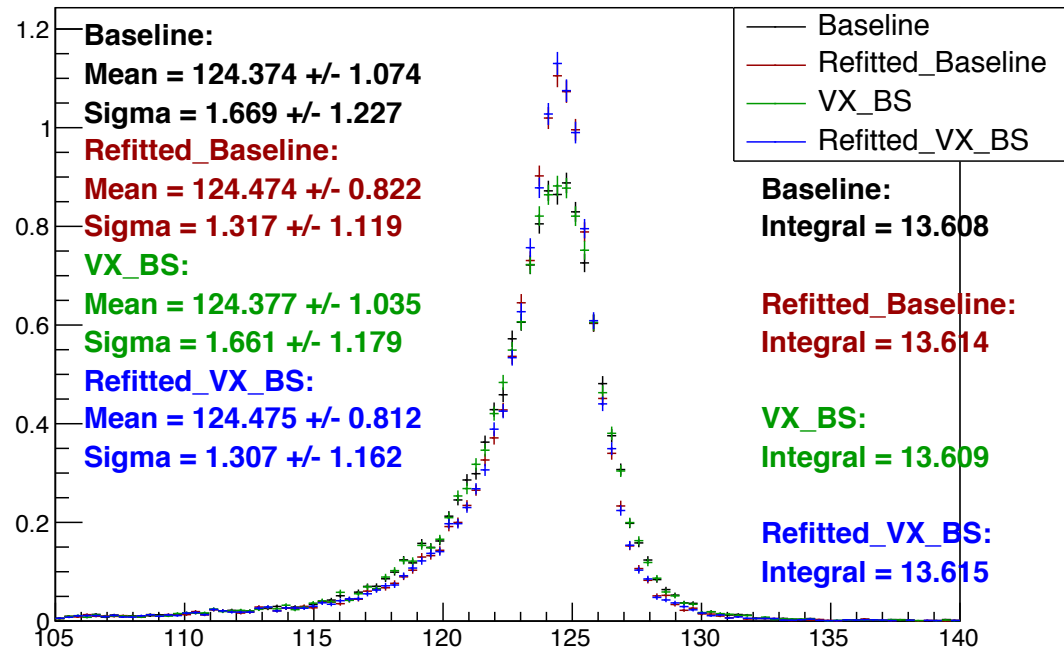 1.2
1
0.8
0.6
0.4
0.2
0
105
110
115
120
125
130
135
140
Baseline:
Mean = 124.374 +/- 1.074
Sigma = 1.669 +/- 1.227
Refitted_Baseline:
Mean = 124.474 +/- 0.822
Sigma = 1.317 +/- 1.119
VX_BS:
Mean = 124.377 +/- 1.035
Sigma = 1.661 +/- 1.179
Refitted_VX_BS:
Mean = 124.475 +/- 0.812
Sigma = 1.307 +/- 1.162
Baseline
Refitted_Baseline
VX_BS
Refitted_VX_BS
Baseline:
Integral = 13.608
Refitted_Baseline:
Integral = 13.614
VX_BS:
Integral = 13.609
Refitted_VX_BS:
Integral = 13.615